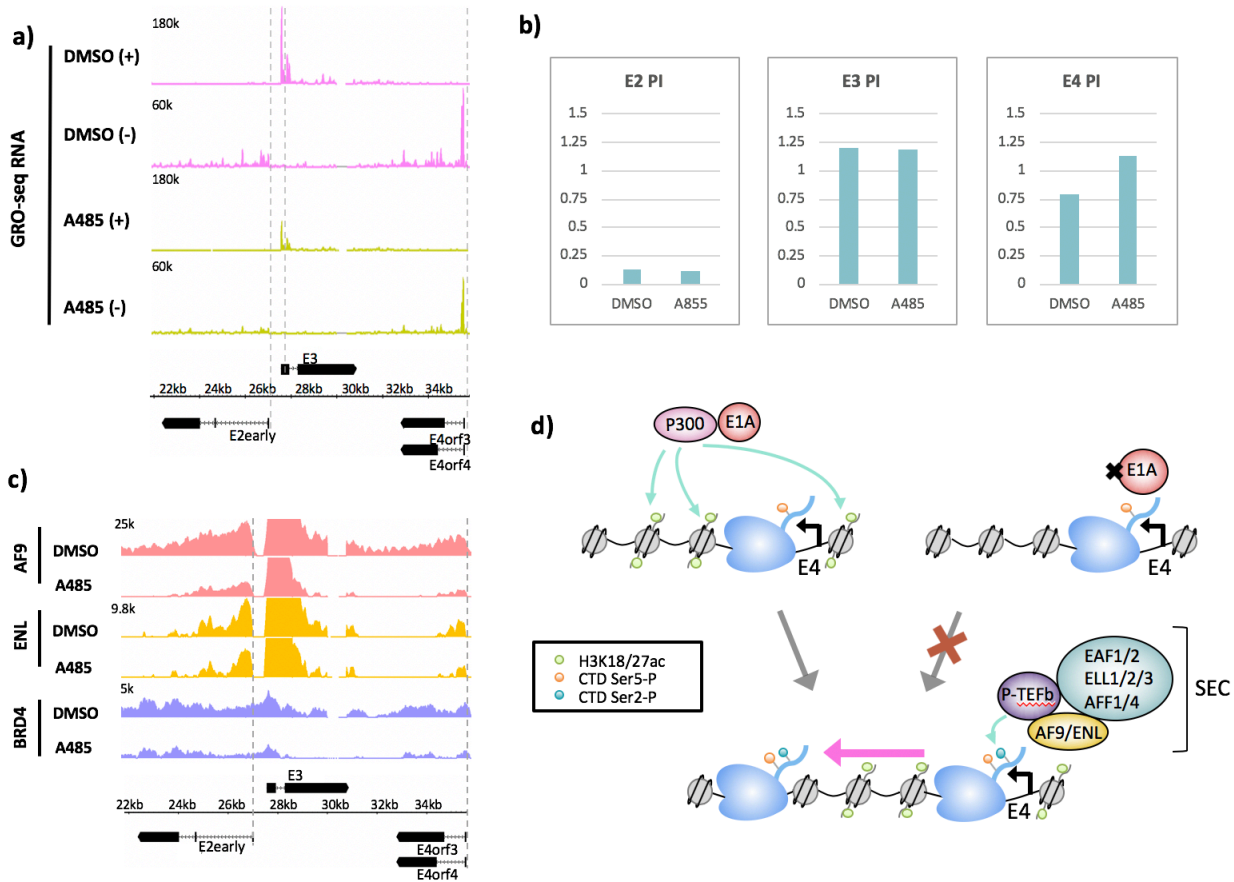 a)
GRO-seq RNA
DMSO (+)
180k
DMSO (-)
60k
A485 (+)
180k
A485 (-)
60k
E3
22kb 24kb 26kb 28kb 30kb 32kb 34kb
E2early
E4orf3
E4orf4
b)
E2 PI
1.5
1.25
1
0.75
0.5
0.25
0
DMSO A855
E3 PI
1.5
1.25
1
0.75
0.5
0.25
0
DMSO A485
E4 PI
1.5
1.25
1
0.75
0.5
0.25
0
DMSO A485
c)
AF9
25k
DMSO
A485
ENL
9.8k
DMSO
A485
BRD4
5k
DMSO
A485
E3
22kb 24kb 26kb 28kb 30kb 32kb 34kb
E2early
E4orf3
E4orf4
d)
P300 E1A
E4
E1A
E4
H3K18/27ac
CTD Ser5-P
CTD Ser2-P
EAF1/2
ELL1/2/3
AFF1/4
P-TEFb
AF9/ENL
SEC
E4